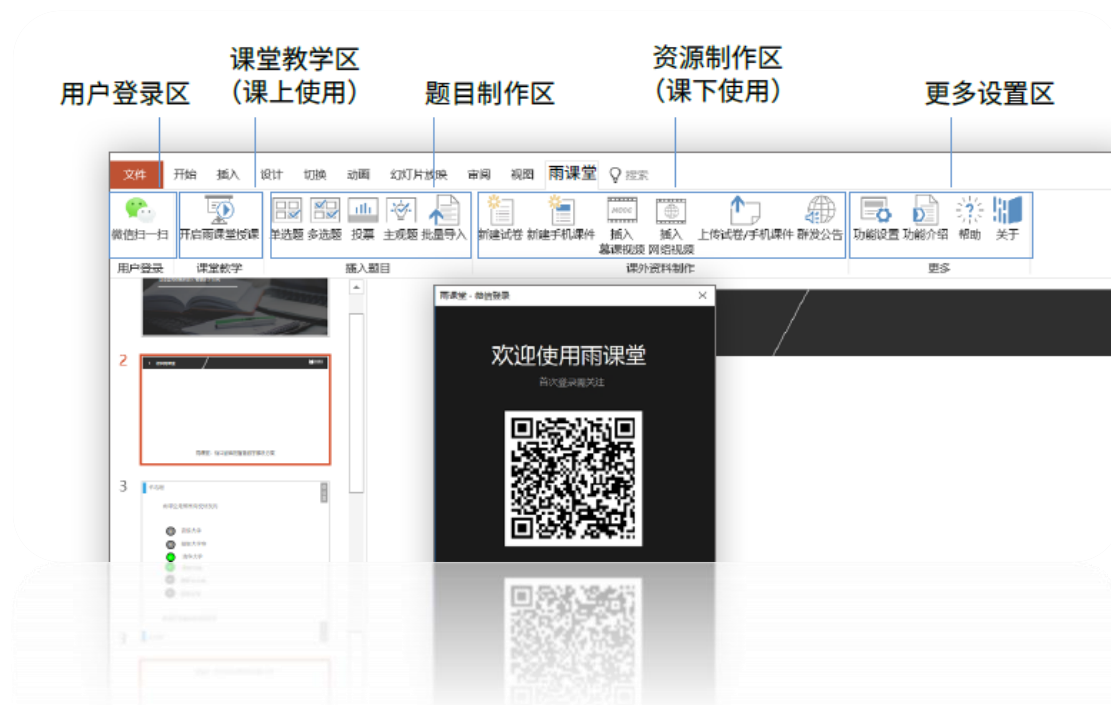 用户登录区
课堂教学区
（课上使用）
题目制作区
资源制作区
（课下使用）
更多设置区
文件 开始 插入 设计 切换 动画 幻灯片放映 审阅 视图 雨课堂 搜索
微信扫一扫 开启雨课堂授课 单选题 多选题 投票 主观题 批量导入 新建试卷 新建手机课件 插入慕课视频 插入网络视频 上传试卷/手机课件 群发公告 功能设置 功能介绍 帮助 关于
用户登录 课堂教学 插入题目 课外资料制作 更多
雨课堂 - 微信登录
欢迎使用雨课堂
首次登录需关注
2
3